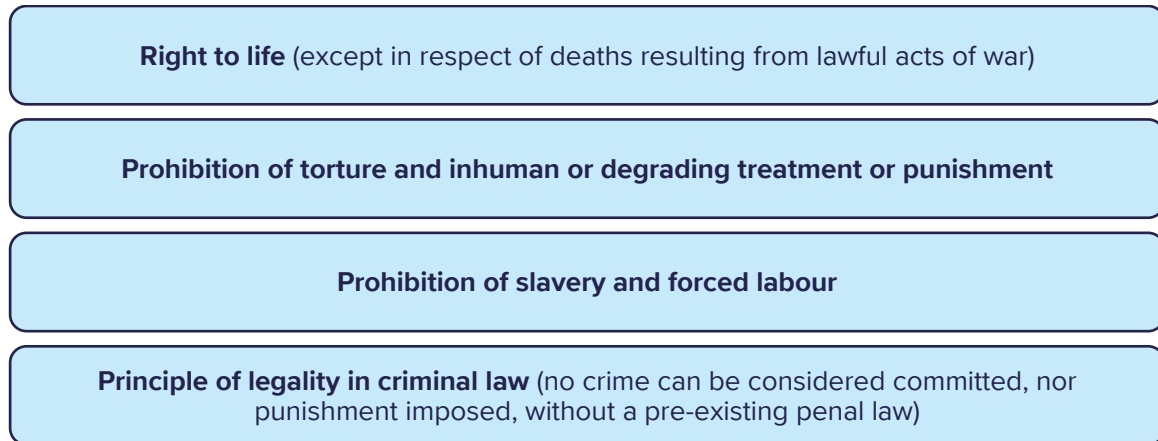 Right to life (except in respect of deaths resulting from lawful acts of war)
Prohibition of torture and inhuman or degrading treatment or punishment
Prohibition of slavery and forced labour
Principle of legality in criminal law (no crime can be considered committed, nor
punishment imposed, without a pre-existing penal law)